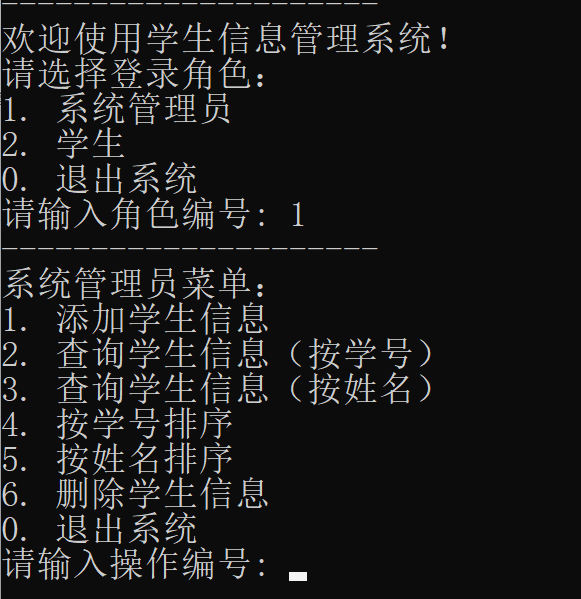 ---------------------
欢迎使用学生信息管理系统！
请选择登录角色：
1. 系统管理员
2. 学生
0. 退出系统
请输入角色编号: 1
---------------------
系统管理员菜单：
1. 添加学生信息
2. 查询学生信息（按学号）
3. 查询学生信息（按姓名）
4. 按学号排序
5. 按姓名排序
6. 删除学生信息
0. 退出系统
请输入操作编号: